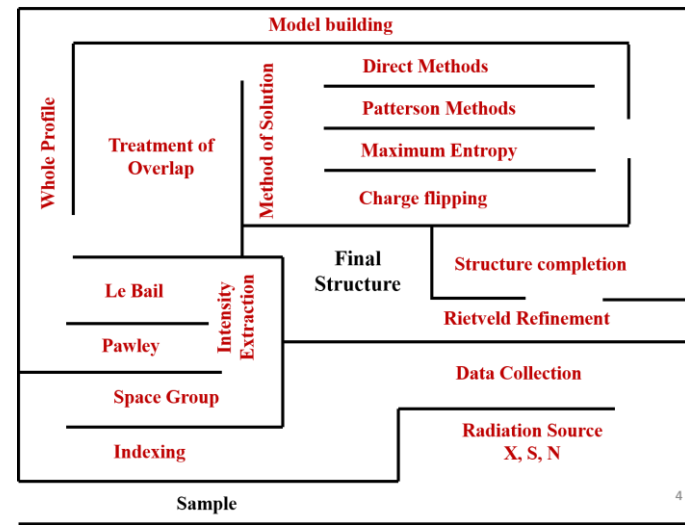 Model building
Direct Methods
Patterson Methods
Maximum Entropy
Charge flipping
Whole Profile
Treatment of
Overlap
Method of Solution
Final
Structure
Structure completion
Le Bail
Intensity
Extraction
Rietveld Refinement
Pawley
Data Collection
Space Group
Radiation Source
X, S, N
Indexing
Sample
4